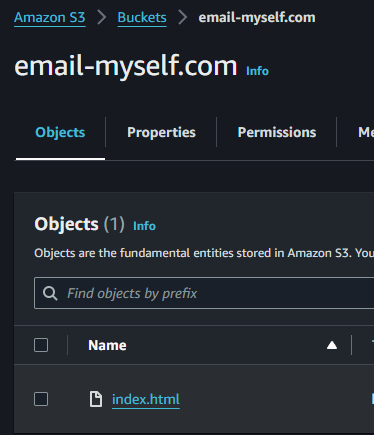 Amazon S3 > Buckets > email-myself.com
email-myself.com Info
Objects Properties Permissions
Objects (1) Info
Objects are the fundamental entities stored in Amazon S3. You
Find objects by prefix
Name
index.html